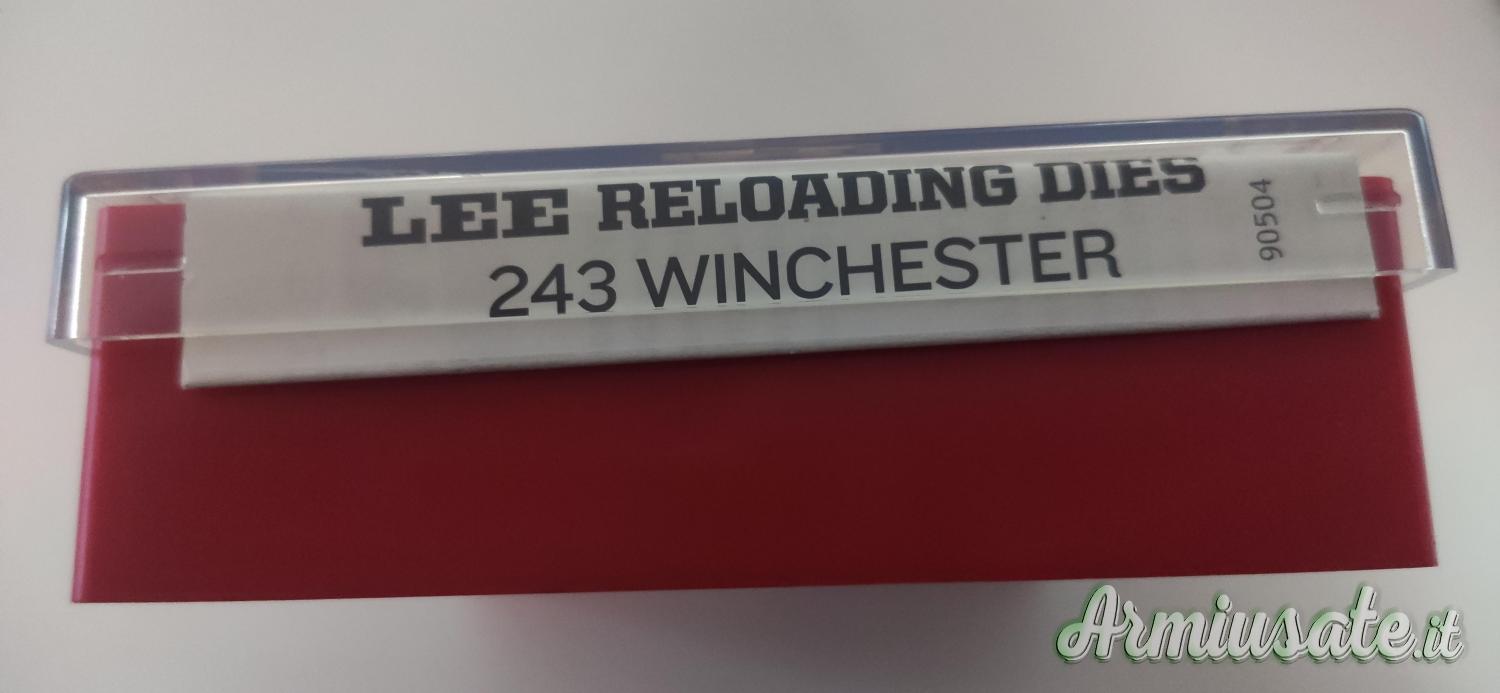 LEE RELOADING DIES
243 WINCHESTER
90504
Armiusate.it